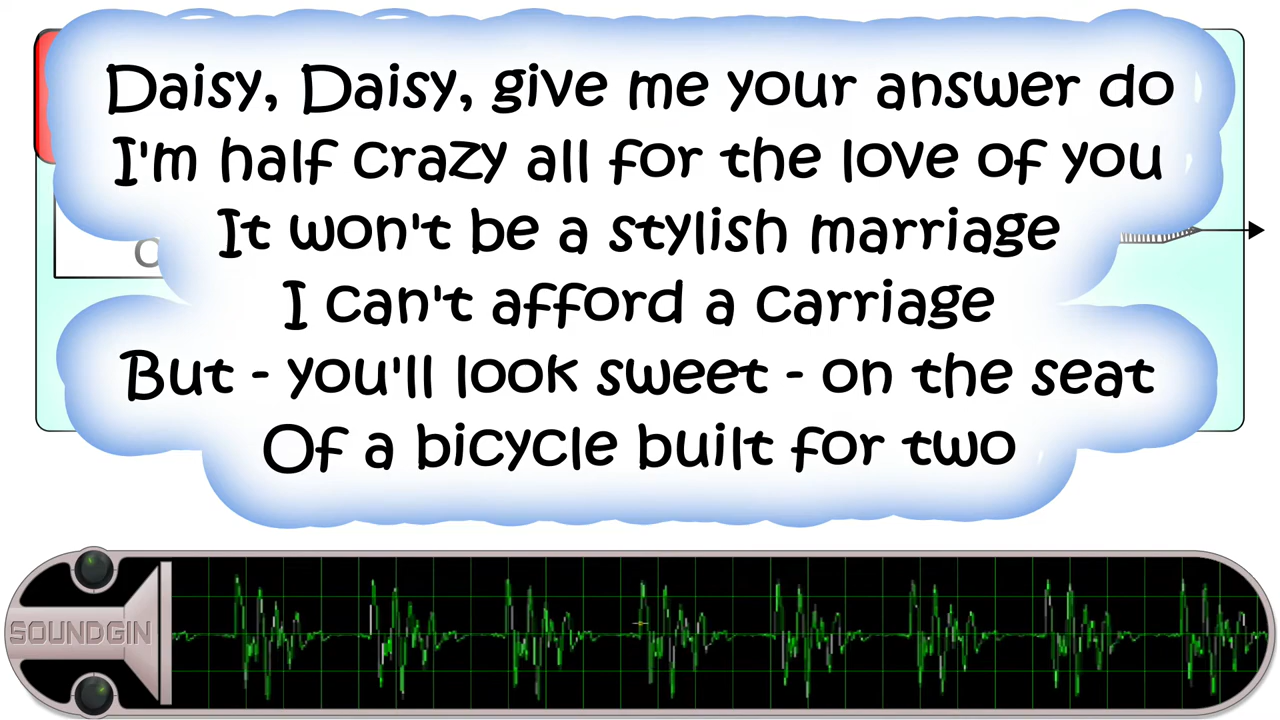 Daisy, Daisy, give me your answer do
I'm half crazy all for the love of you
It won't be a stylish marriage
I can't afford a carriage
But - you'll look sweet - on the seat
Of a bicycle built for two
SOUNDGIN